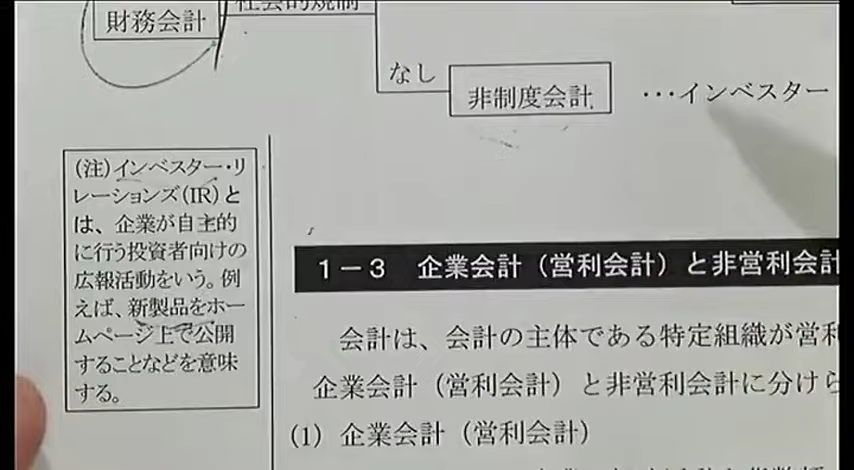 財務会計
社会的規制
なし
非制度会計
・・・インベスター
(注)インベスター・リ
レーションズ(IR)と
は、企業が自主的
に行う投資者向けの
広報活動をいう。例
えば、新製品をホー
ムページ上で公開
することなどを意味
する。
1－3 企業会計（営利会計）と非営利会計
会計は、会計の主体である特定組織が営利
企業会計（営利会計）と非営利会計に分けら
(1) 企業会計（営利会計）